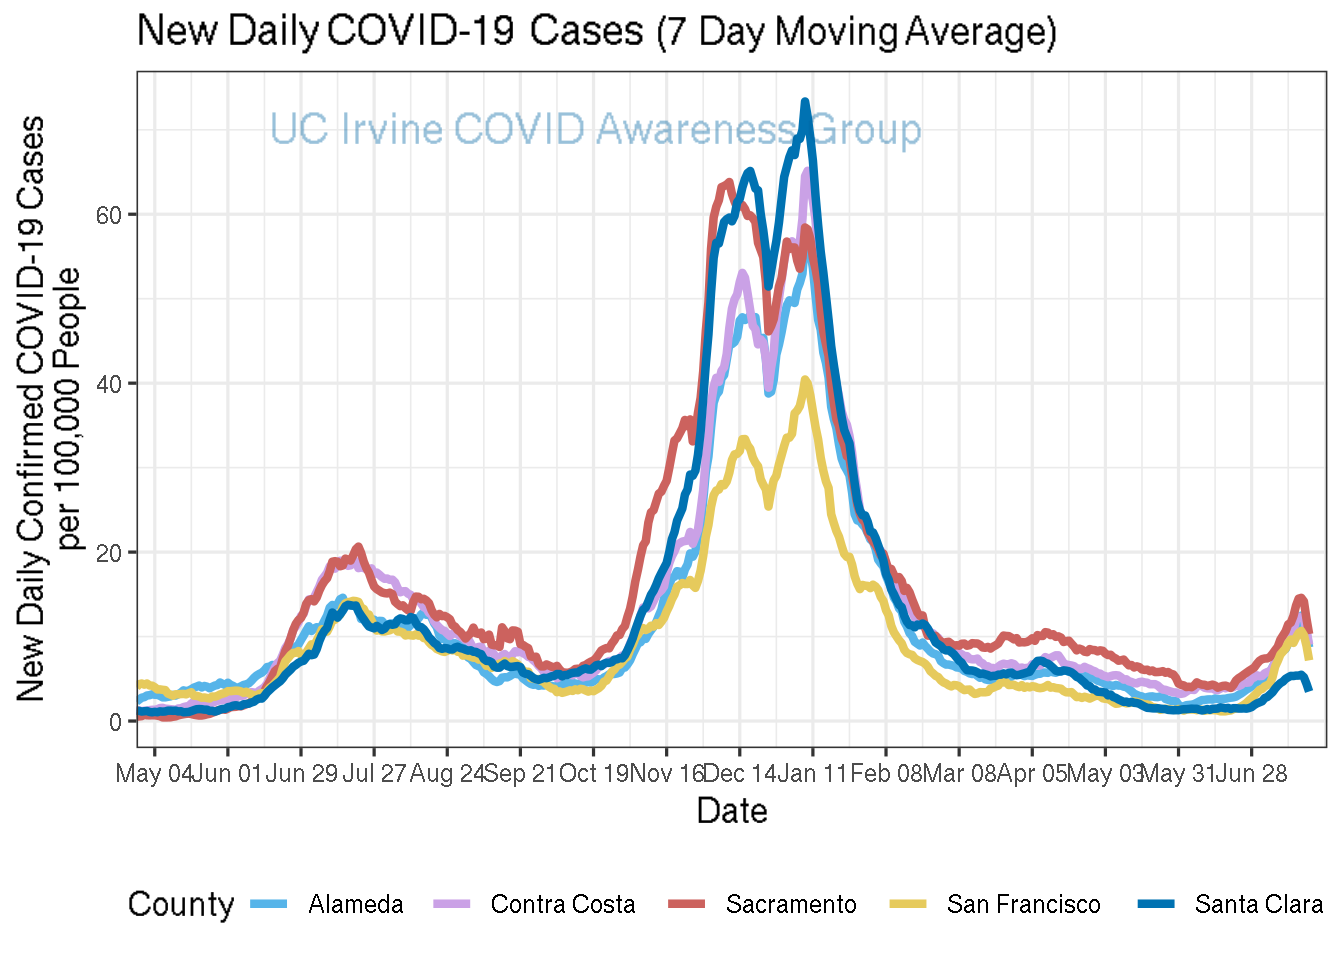 New Daily COVID-19 Cases (7 Day Moving Average)
UC Irvine COVID Awareness Group
New Daily Confirmed COVID-19 Cases
per 100,000 People
60
40
20
0
May 04 Jun 01 Jun 29 Jul 27 Aug 24 Sep 21 Oct 19 Nov 16 Dec 14 Jan 11 Feb 08 Mar 08 Apr 05 May 03 May 31 Jun 28
Date
County Alameda Contra Costa Sacramento San Francisco Santa Clara